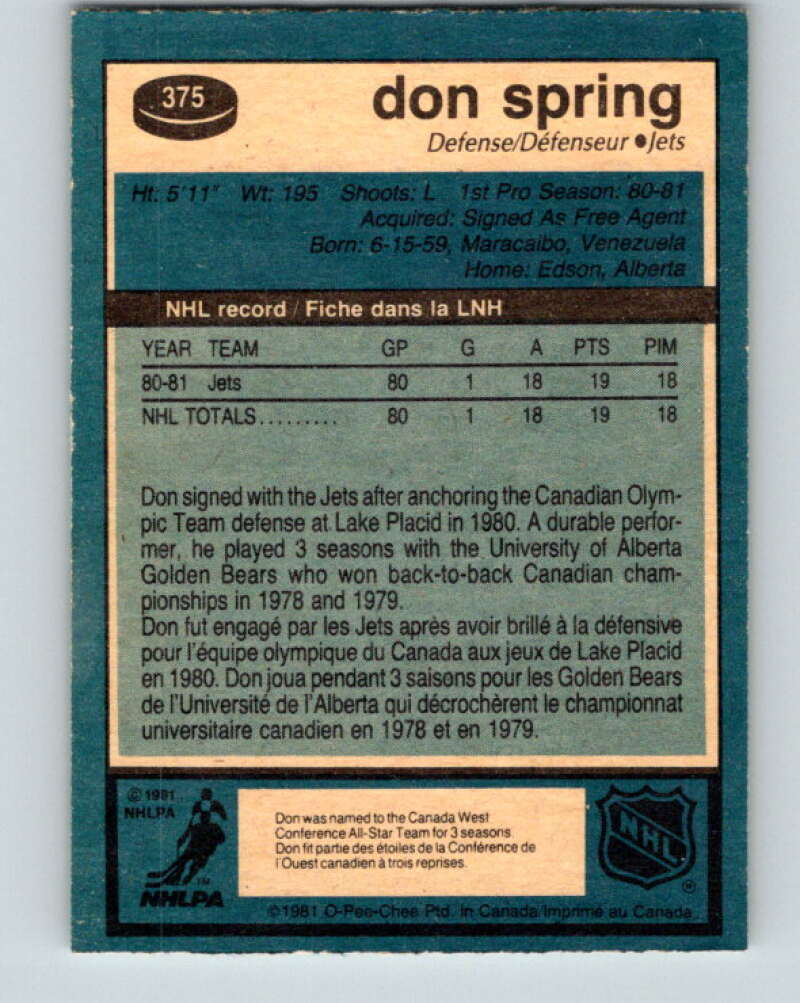 375
don spring
Defense/Défenseur ● Jets
Ht: 5'11" Wt: 195 Shoots: L 1st Pro Season: 80-81
Acquired: Signed As Free Agent
Born: 6-15-59, Maracaibo, Venezuela
Home: Edson, Alberta
NHL record / Fiche dans la LNH
YEAR TEAM GP G A PTS PIM
80-81 Jets 80 1 18 19 18
NHL TOTALS......... 80 1 18 19 18
Don signed with the Jets after anchoring the Canadian Olym-
pic Team defense at Lake Placid in 1980. A durable perfor-
mer, he played 3 seasons with the University of Alberta
Golden Bears who won back-to-back Canadian cham-
pionships in 1978 and 1979.
Don fut engagé par les Jets après avoir brillé à la défensive
pour l'équipe olympique du Canada aux jeux de Lake Placid
en 1980. Don joua pendant 3 saisons pour les Golden Bears
de l'Université de l'Alberta qui décrochèrent le championnat
universitaire canadien en 1978 et en 1979.
© 1981
NHLPA
NHLPA
TM
Don was named to the Canada West
Conference All-Star Team for 3 seasons.
Don fit partie des étoiles de la Conférence de
l'Ouest canadien à trois reprises.
NHL
®
©1981 O-Pee-Chee Ptd. in Canada/Imprimé au Canada